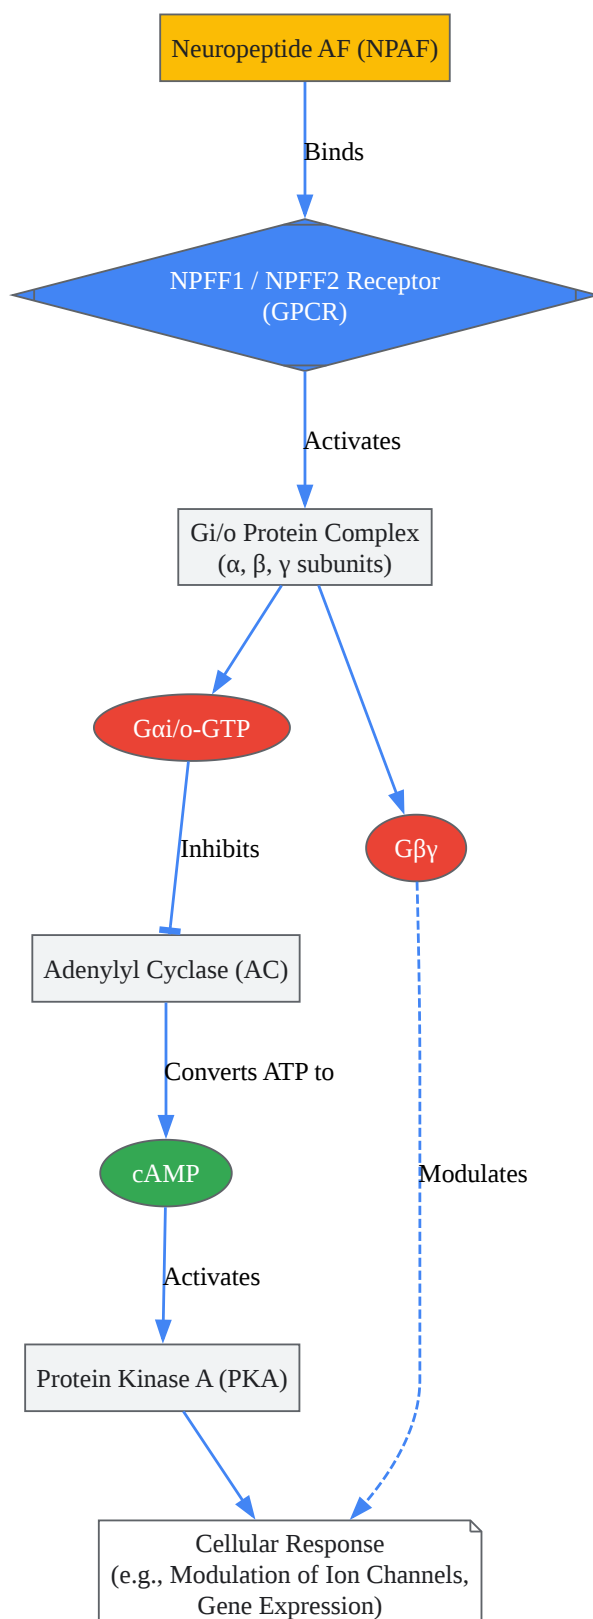 Neuropeptide AF (NPAF)
Binds
NPFF1 / NPFF2 Receptor
(GPCR)
Activates
Gi/o Protein Complex
(α, β, γ subunits)
Gαi/o-GTP
Inhibits
Gβγ
Adenylyl Cyclase (AC)
Converts ATP to
cAMP
Modulates
Activates
Protein Kinase A (PKA)
Cellular Response
(e.g., Modulation of Ion Channels,
Gene Expression)